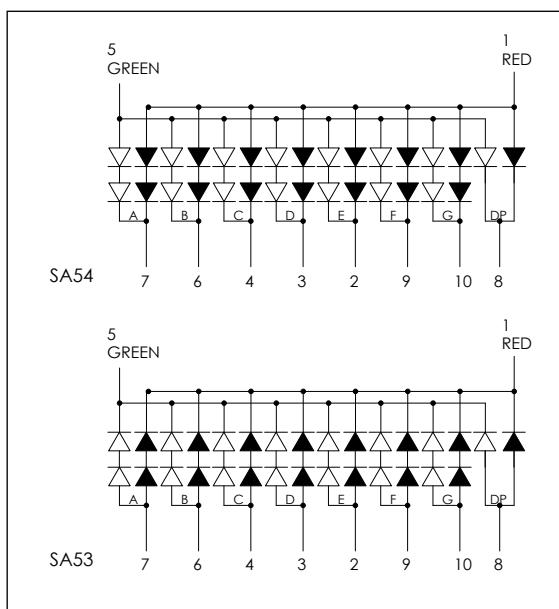 5 1
GREEN RED
A B C D E F G DP
SA54 7 6 4 3 2 9 10 8
5 1
GREEN RED
A B C D E F G DP
SA53 7 6 4 3 2 9 10 8